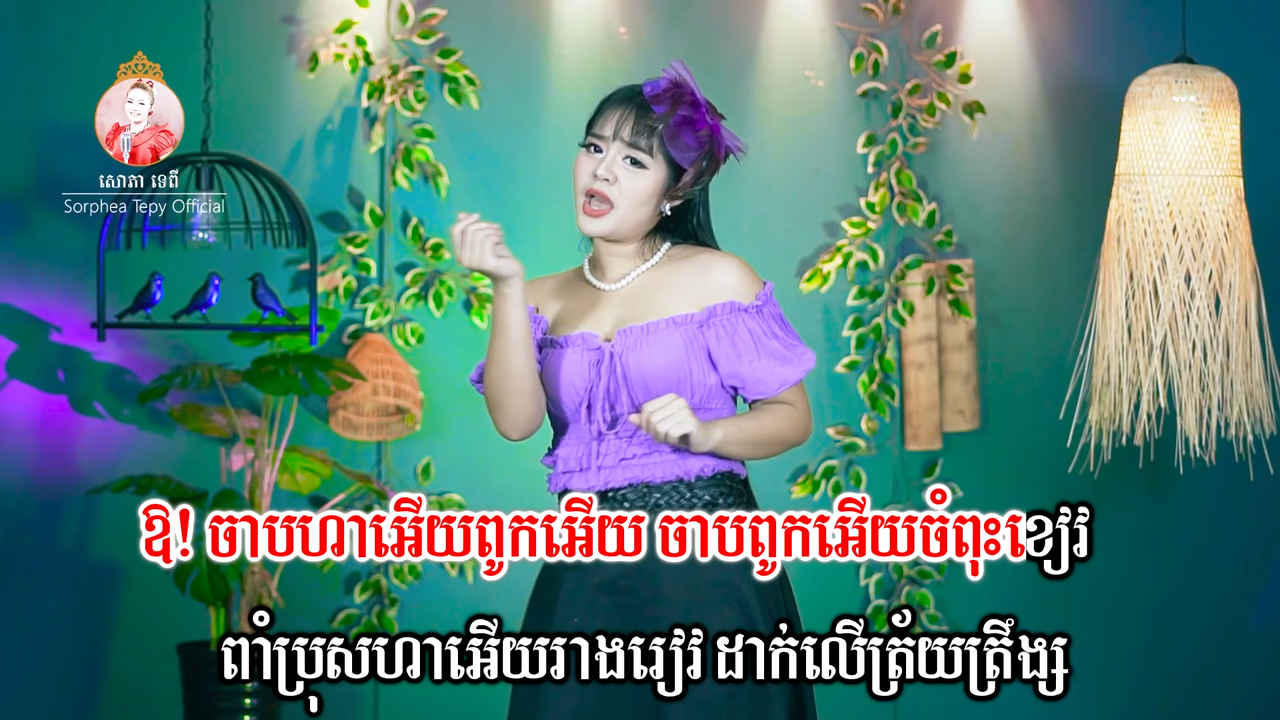 សោភា ទេពី
Sorphea Tepy Official
ឱ! ចាបហាអើយពូកអើយ ចាបពូកអើយចំពុះខៀវ
ពាំប្រុសហាអើយរាងរៀវ ដាក់លើត្រ័យត្រឹង្ស